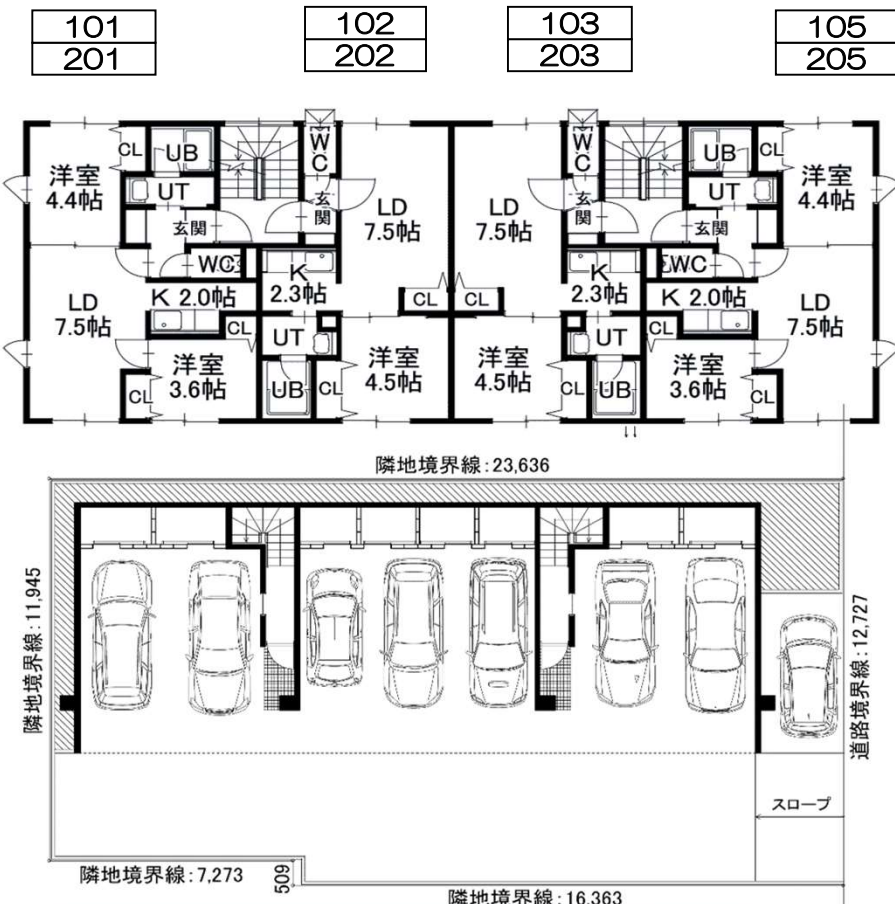 101
201
102
202
103
203
105
205
洋室
4.4帖
CL
UB
UT
玄関
WC
LD
7.5帖
K 2.0帖
CL
洋室
3.6帖
CL
WC
玄関
LD
7.5帖
K
2.3帖
CL
UT
UB
CL
洋室
4.5帖
LD
7.5帖
WC
玄関
CL
K
2.3帖
洋室
4.5帖
CL
UT
UB
UB
CL
UT
玄関
洋室
4.4帖
WC
K 2.0帖
LD
7.5帖
CL
洋室
3.6帖
CL
隣地境界線:23,636
隣地境界線:11,945
道路境界線:12,727
スロープ
隣地境界線:7,273
509
隣地境界線:16,363